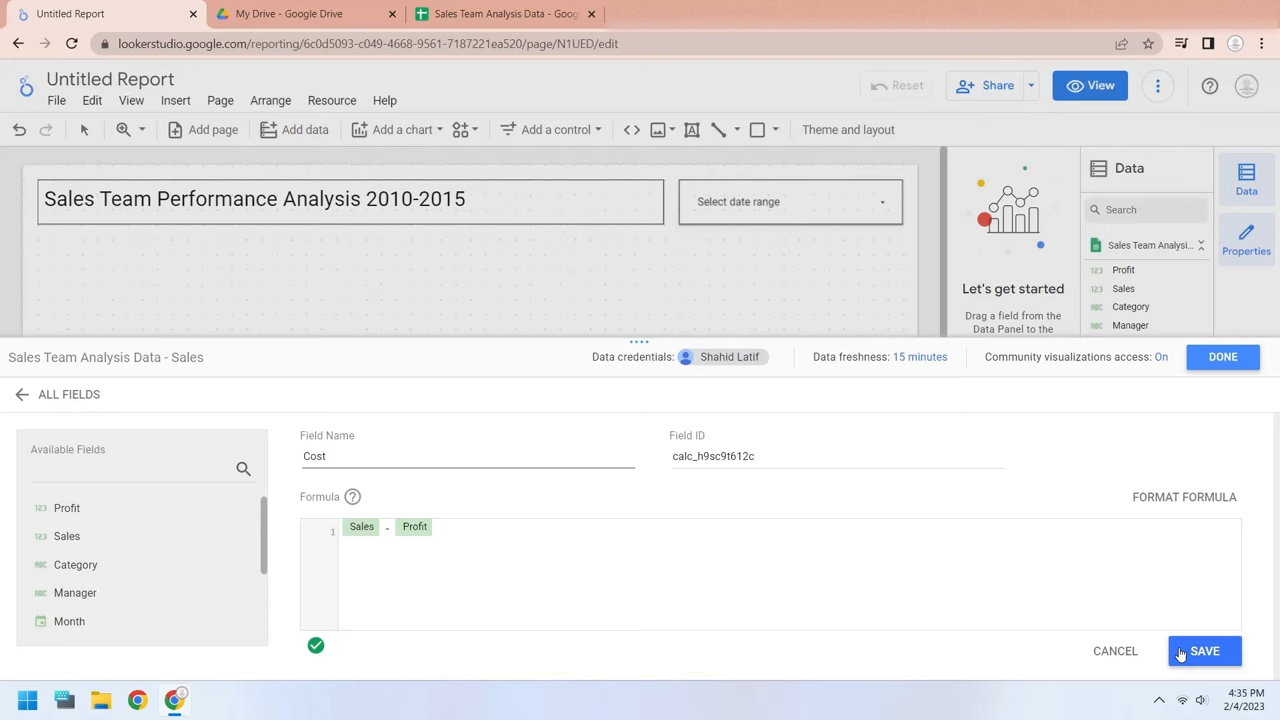 Untitled Report
My Drive - Google Drive
Sales Team Analysis Data - Goog
lookerstudio.google.com/reporting/6c0d5093-c049-4668-9561-7187221ea520/page/N1UED/edit
Untitled Report
Reset
Share
View
File Edit View Insert Page Arrange Resource Help
Add page
Add data
Add a chart
Add a control
Theme and layout
Sales Team Performance Analysis 2010-2015
Select date range
Data
Search
Sales Team Analysi...
Profit
Sales
Category
Manager
Data
Properties
Let's get started
Drag a field from the
Data Panel to the
Sales Team Analysis Data - Sales
Data credentials: Shahid Latif
Data freshness: 15 minutes
Community visualizations access: On
DONE
ALL FIELDS
Available Fields
123 Profit
123 Sales
ABC Category
ABC Manager
Month
Field Name
Cost
Field ID
calc_h9sc9t612c
Formula ?
FORMAT FORMULA
1 Sales - Profit
CANCEL
SAVE
4:35 PM
2/4/2023